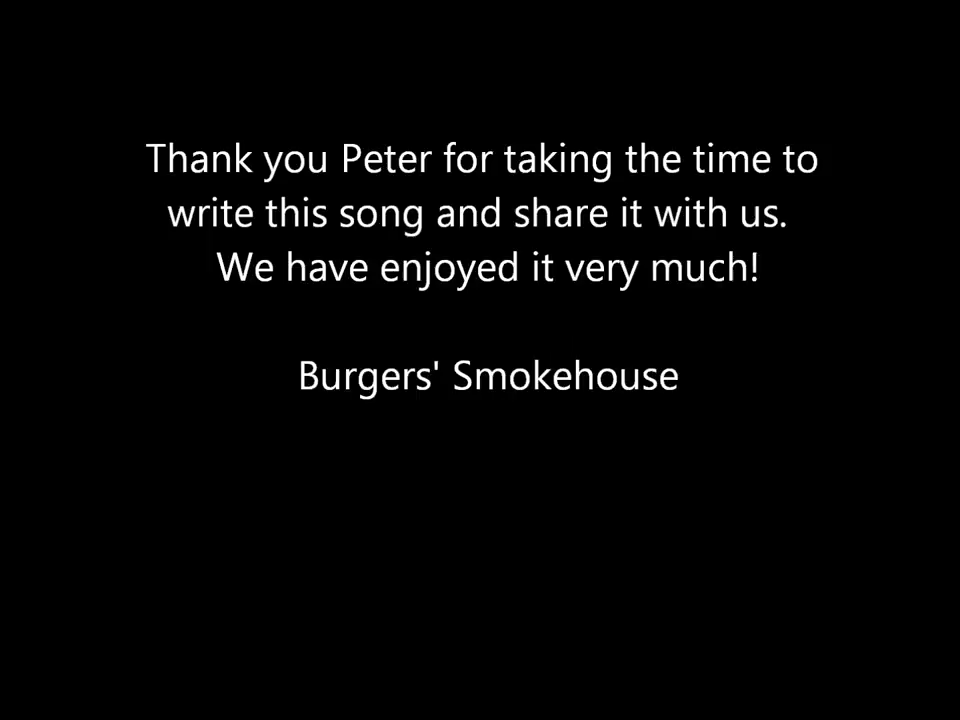 Thank you Peter for taking the time to
write this song and share it with us.
We have enjoyed it very much!
Burgers' Smokehouse